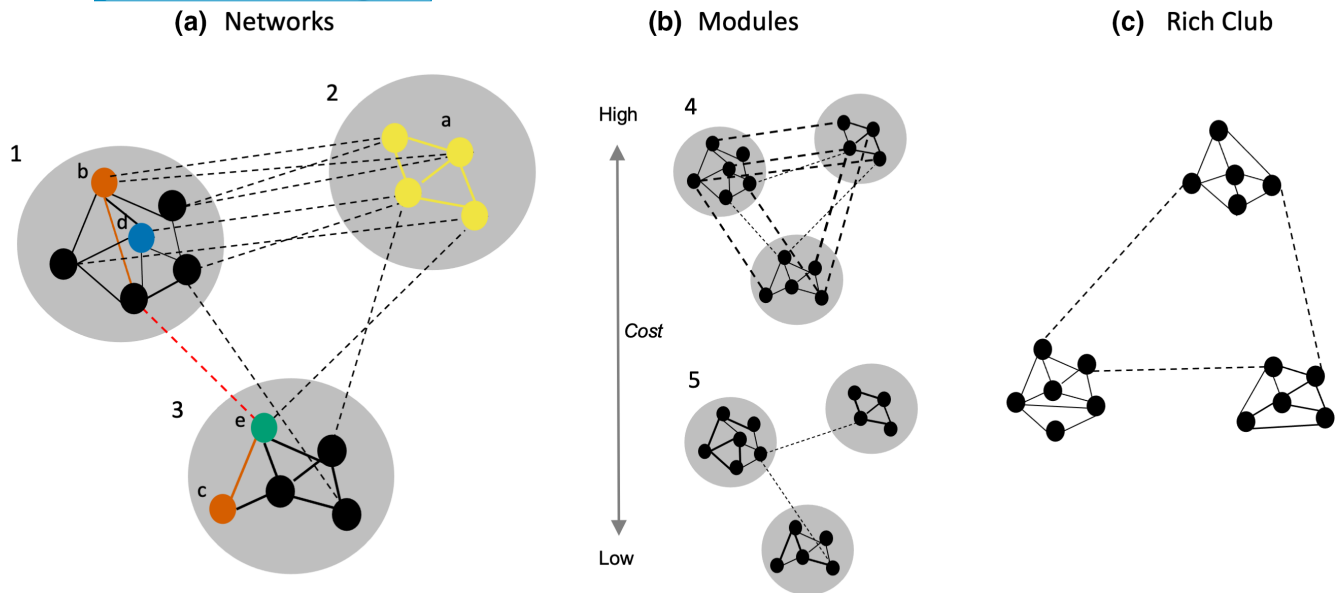 (a) Networks
(b) Modules
(c) Rich Club
1
2
a
b
d
3
e
c
High
Cost
Low
4
5